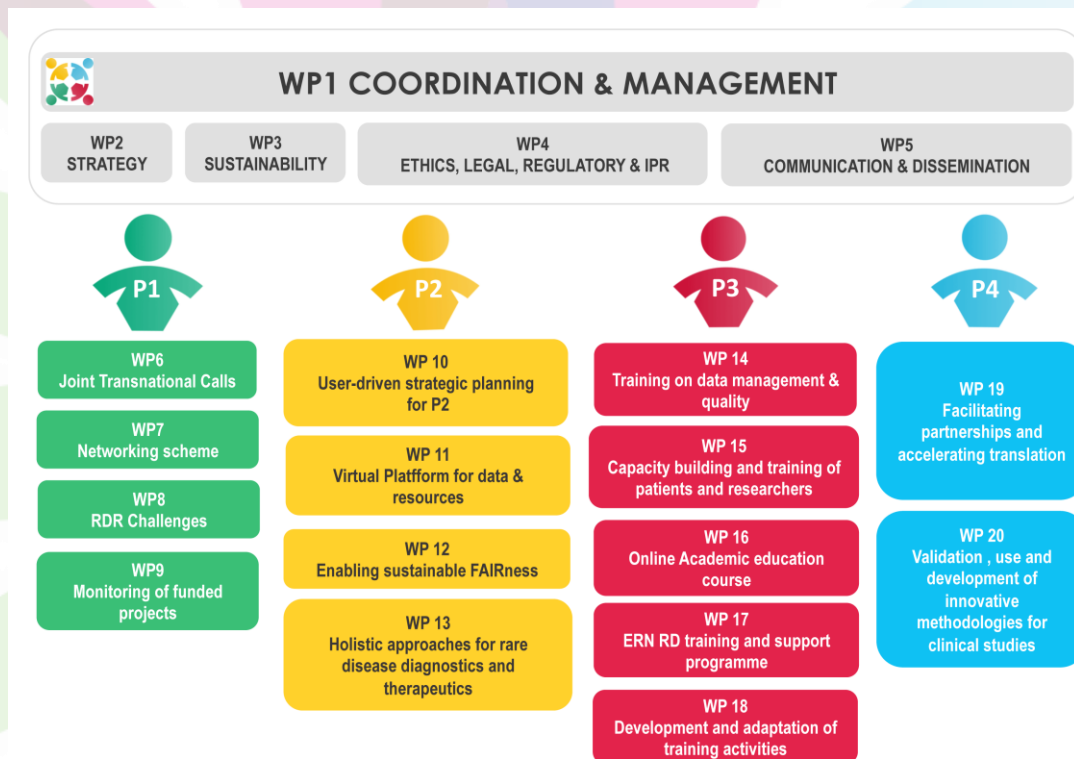 WP1 COORDINATION & MANAGEMENT
WP2
STRATEGY
WP3
SUSTAINABILITY
WP4
ETHICS, LEGAL, REGULATORY & IPR
WP5
COMMUNICATION & DISSEMINATION
P1
WP6
Joint Transnational Calls
WP7
Networking scheme
WP8
RDR Challenges
WP9
Monitoring of funded
projects
P2
WP 10
User-driven strategic planning
for P2
WP 11
Virtual Plattform for data &
resources
WP 12
Enabling sustainable FAIRness
WP 13
Holistic approaches for rare
disease diagnostics and
therapeutics
P3
WP 14
Training on data management &
quality
WP 15
Capacity building and training of
patients and researchers
WP 16
Online Academic education
course
WP 17
ERN RD training and support
programme
WP 18
Development and adaptation of
training activities
P4
WP 19
Facilitating
partnerships and
accelerating translation
WP 20
Validation , use and
development of
innovative
methodologies for
clinical studies